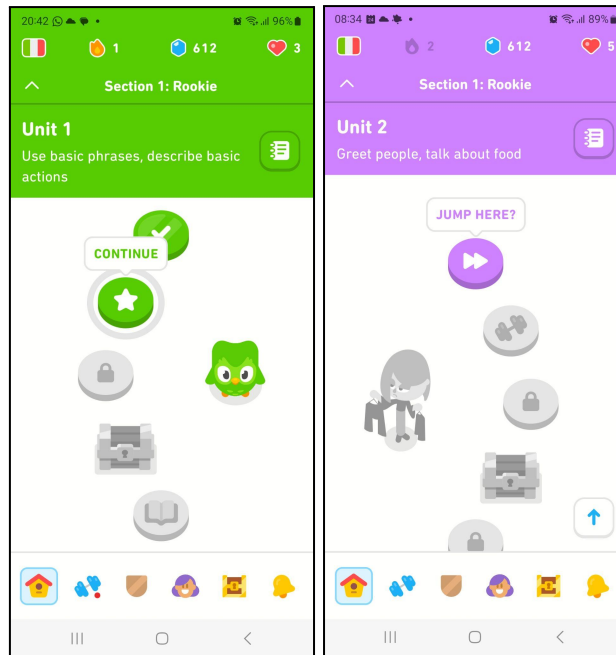 20:42 96%
1 612 3
Section 1: Rookie
Unit 1
Use basic phrases, describe basic
actions
CONTINUE
08:34 89%
2 612 5
Section 1: Rookie
Unit 2
Greet people, talk about food
JUMP HERE?